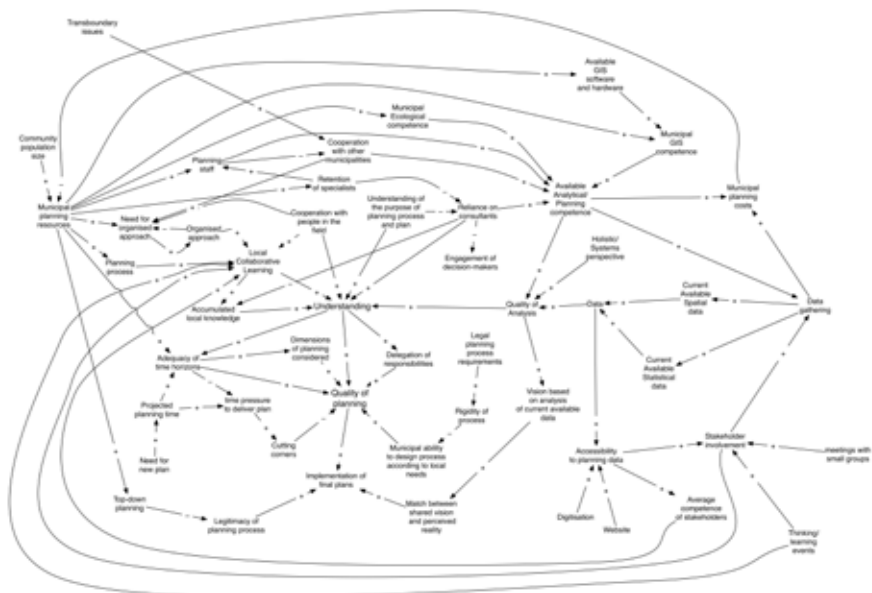 Transboundary
issues
Available
GIS
software
and hardware
Municipal
Ecological
competence
Community
population
size
Cooperation
with other
municipalities
Municipal
GIS
competence
Planning
staff
Retention
of specialists
Available
Analytical/
Planning
competence
Municipal
planning
costs
Municipal
planning
resources
Need for
organised
approach
Organised
approach
Cooperation with
people in the
field
Understanding of
the purpose of
planning process
and plan
Reliance on
consultants
Holistic/
Systems
perspective
Planning
process
Local
Collaborative
Learning
Engagement of
decision-makers
Accumulated
local knowledge
Understanding
Quality of
Analysis
Data
Current
Available
Spatial
data
Data
gathering
Adequacy of
time horizons
Dimensions
of planning
considered
Delegation of
responsibilities
Legal
planning
process
requirements
Current
Available
Statistical
data
Projected
planning time
time pressure
to deliver plan
Quality of
planning
Rigidity of
process
Vision based
on analysis
of current available
data
Cutting
corners
Municipal ability
to design process
according to local
needs
Accessibility
to planning data
Stakeholder
involvement
meetings with
small groups
Need for
new plan
Implementation of
final plans
Top-down
planning
Legitimacy of
planning process
Match between
shared vision
and perceived
reality
Digitisation
Website
Average
competence
of stakeholders
Thinking/
learning
events